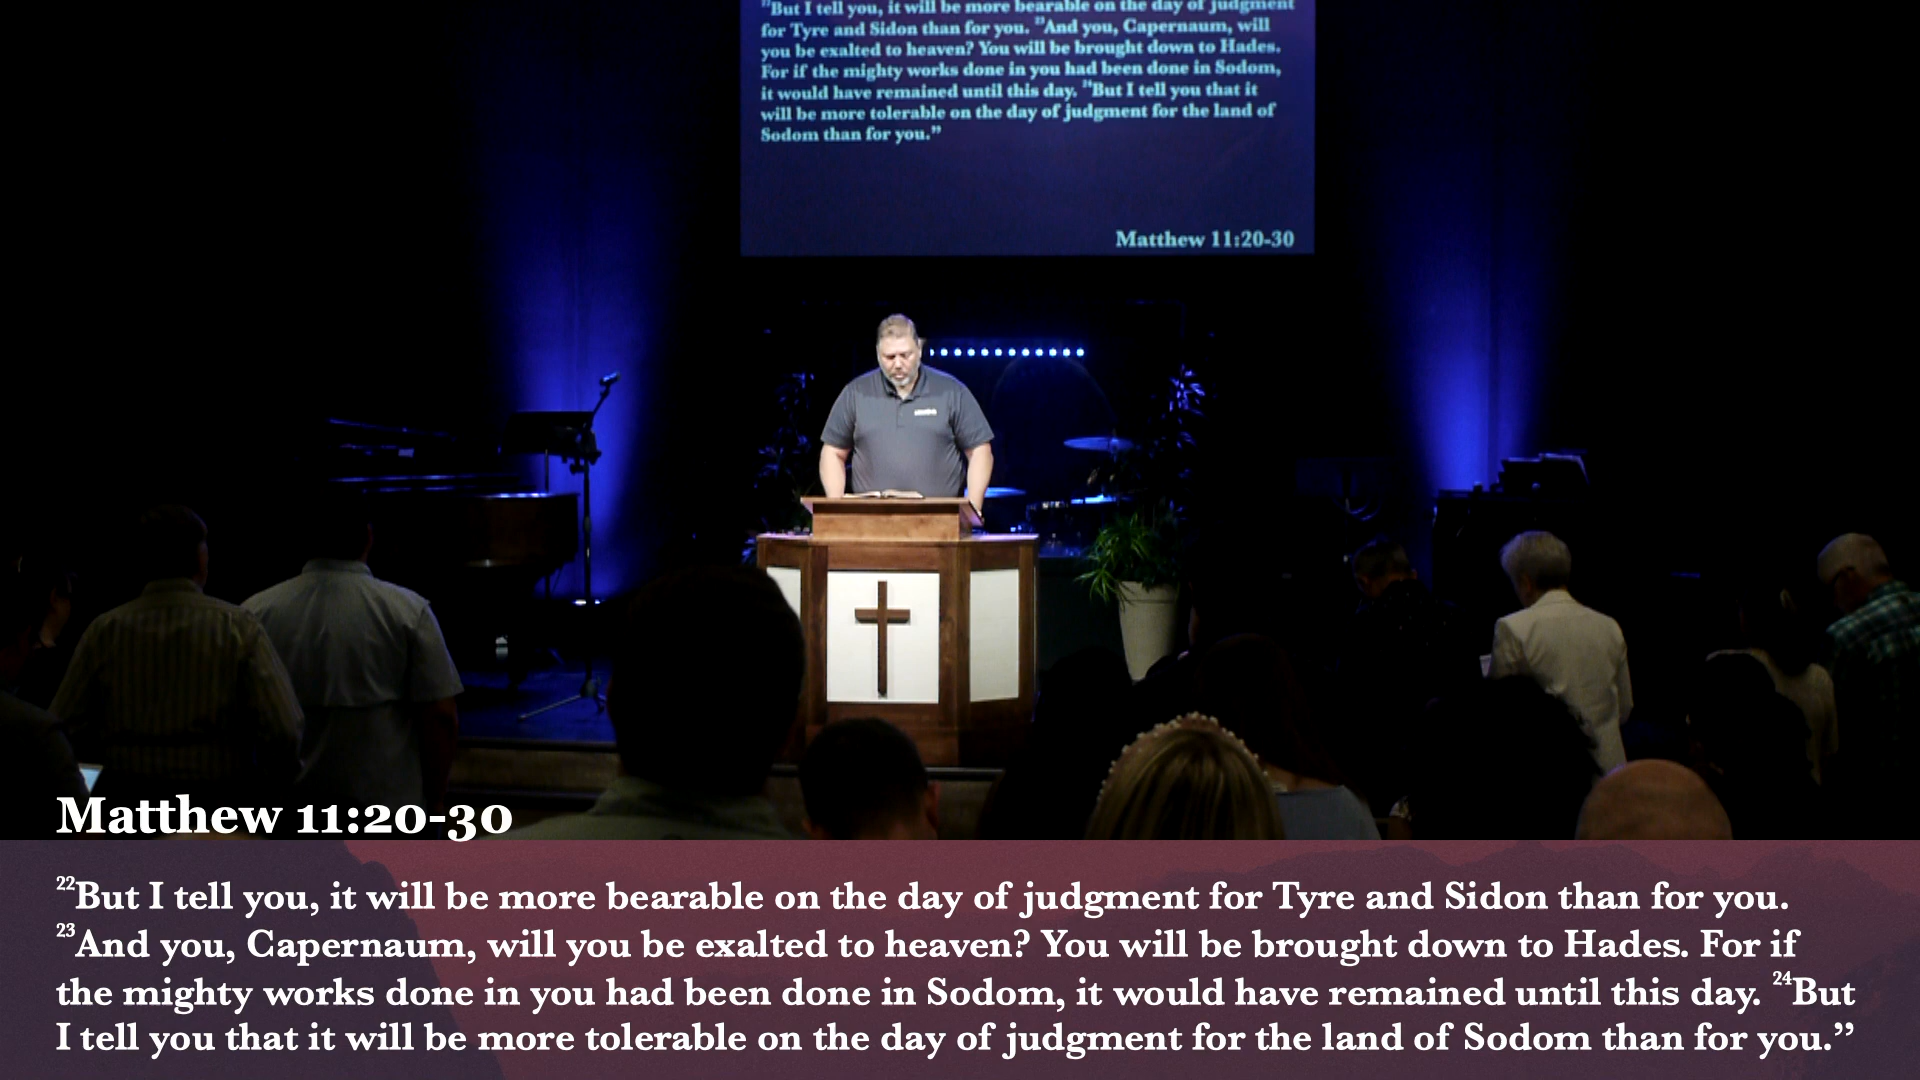 ²²But I tell you, it will be more bearable on the day of judgment
for Tyre and Sidon than for you. ²³And you, Capernaum, will
you be exalted to heaven? You will be brought down to Hades.
For if the mighty works done in you had been done in Sodom,
it would have remained until this day. ²⁴But I tell you that it
will be more tolerable on the day of judgment for the land of
Sodom than for you.”
Matthew 11:20-30
Matthew 11:20-30
²²But I tell you, it will be more bearable on the day of judgment for Tyre and Sidon than for you.
²³And you, Capernaum, will you be exalted to heaven? You will be brought down to Hades. For if
the mighty works done in you had been done in Sodom, it would have remained until this day. ²⁴But
I tell you that it will be more tolerable on the day of judgment for the land of Sodom than for you.”